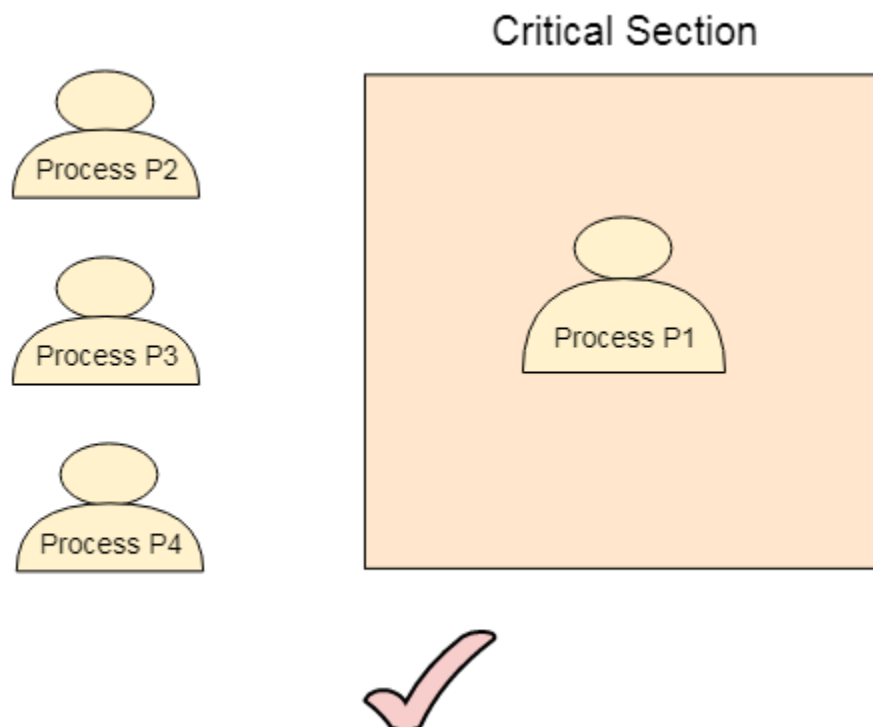 Critical Section
Process P2
Process P1
Process P3
Process P4